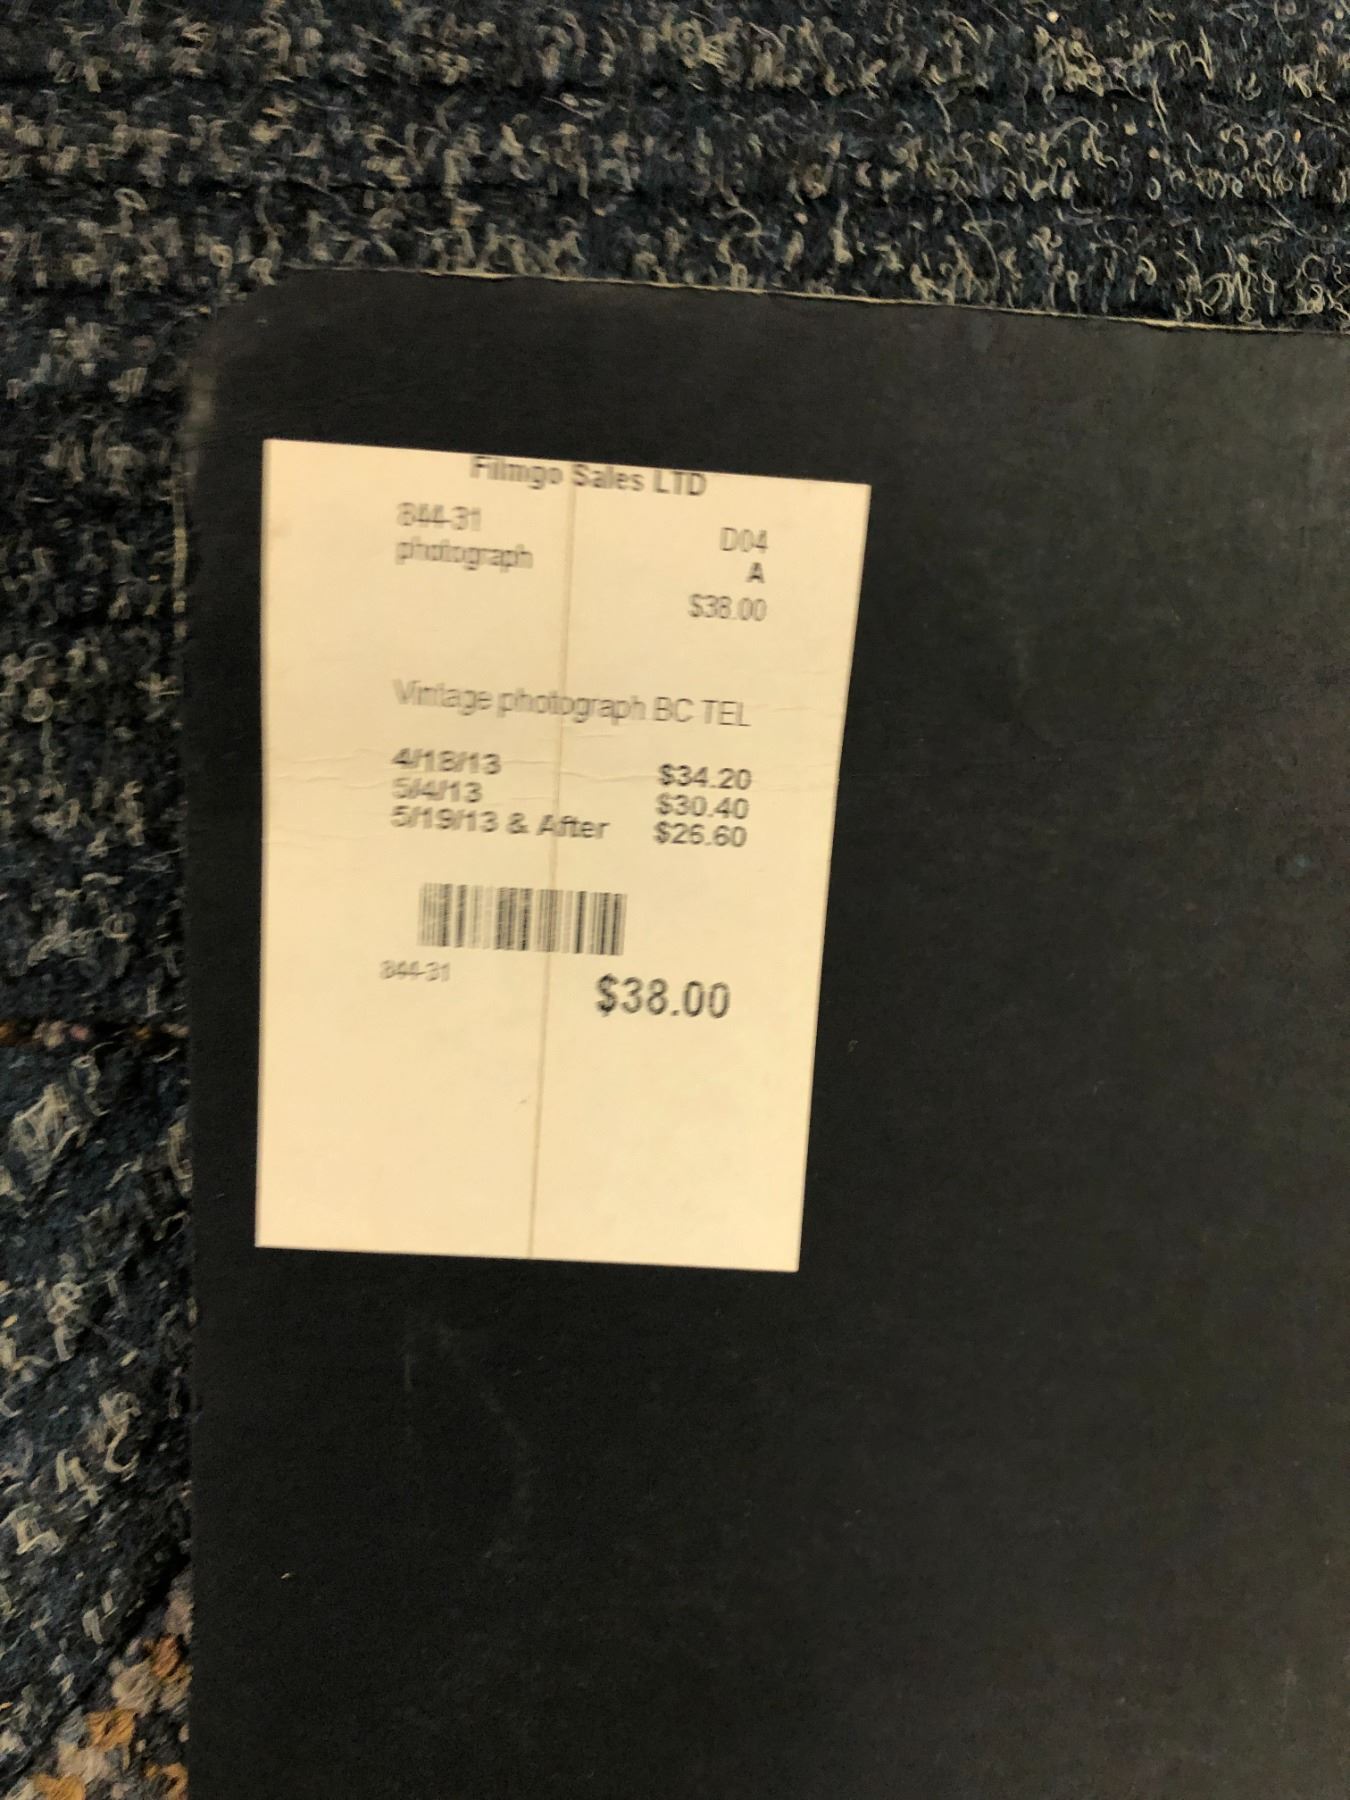 Filmgo Sales LTD
844-31
D04
photograph
A
$38.00
Vintage photograph BC TEL
4/18/13 $34.20
5/4/13 $30.40
5/19/13 & After $26.60
844-31
$38.00